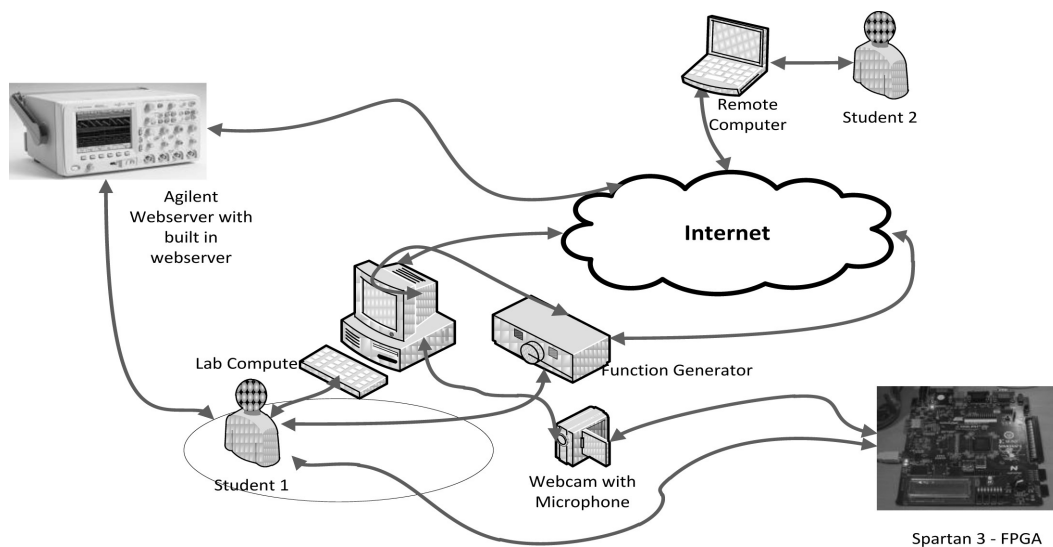 Remote
Computer
Student 2
Agilent
Webserver with
built in
webserver
Internet
Lab Computer
Function Generator
Student 1
Webcam with
Microphone
Spartan 3 - FPGA